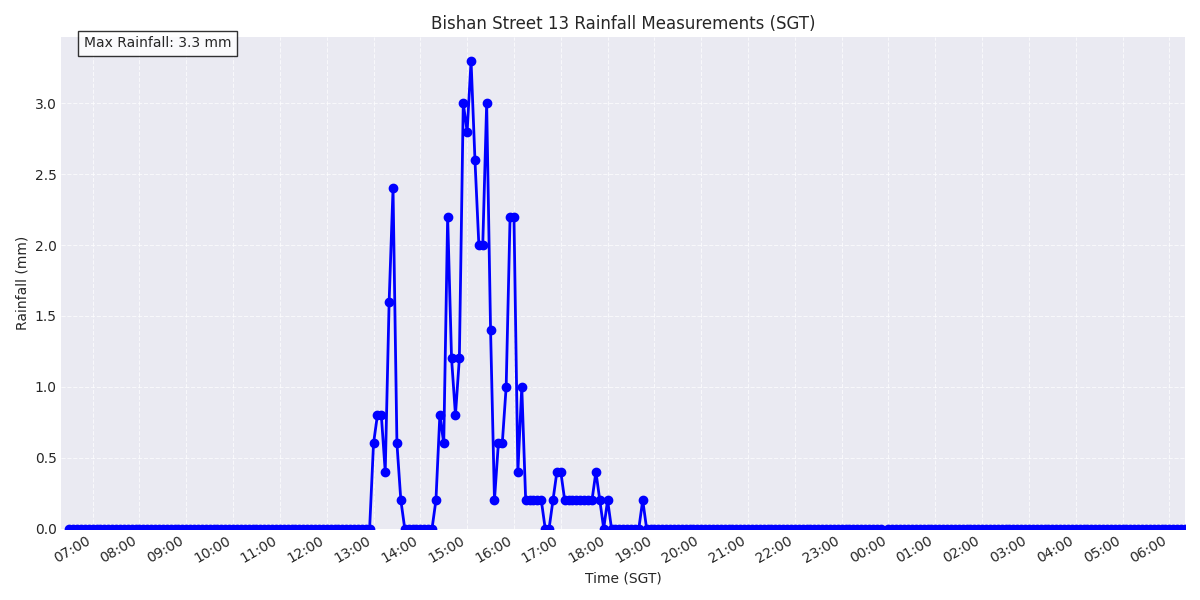 Bishan Street 13 Rainfall Measurements (SGT)
Max Rainfall: 3.3 mm
Rainfall (mm)
3.0
2.5
2.0
1.5
1.0
0.5
0.0
07:00 08:00 09:00 10:00 11:00 12:00 13:00 14:00 15:00 16:00 17:00 18:00 19:00 20:00 21:00 22:00 23:00 00:00 01:00 02:00 03:00 04:00 05:00 06:00
Time (SGT)